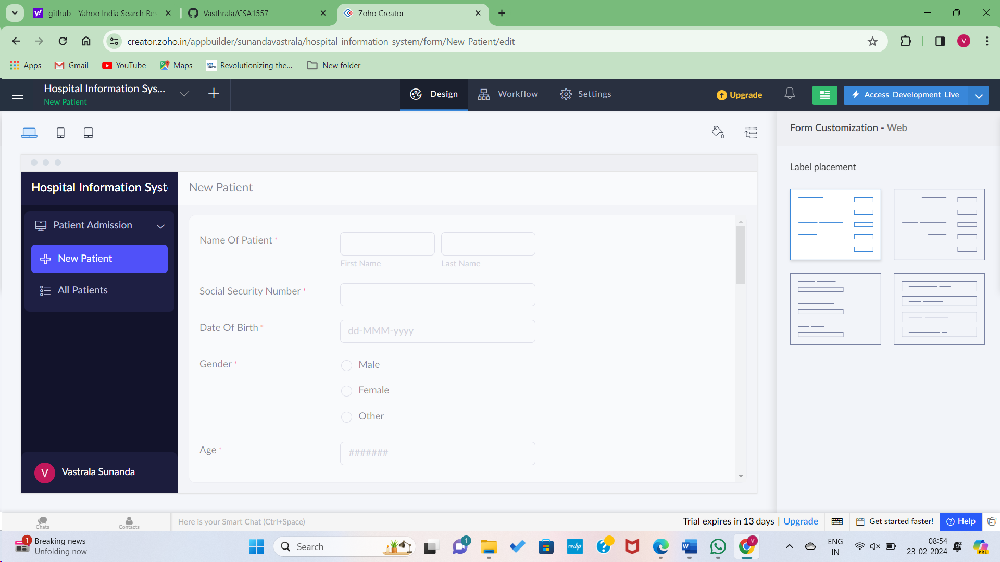 github - Yahoo India Search Res
Vasthrala/CSA1557
Zoho Creator
creator.zoho.in/appbuilder/sunandavastrala/hospital-information-system/form/New_Patient/edit
V
Apps
Gmail
YouTube
Maps
Revolutionizing the...
New folder
Hospital Information Sys...
New Patient
Design
Workflow
Settings
Upgrade
Access Development Live
Form Customization - Web
Label placement
Hospital Information Syst
New Patient
Patient Admission
New Patient
All Patients
Name Of Patient *
First Name
Last Name
Social Security Number *
Date Of Birth *
dd-MMM-yyyy
Gender *
Male
Female
Other
Age *
#######
V
Vastrala Sunanda
Chats
Contacts
Here is your Smart Chat (Ctrl+Space)
Trial expires in 13 days | Upgrade
Get started faster!
Help
1
Breaking news
Unfolding now
Search
1
myhp
W
V
ENG
IN
08:54
23-02-2024
PRE